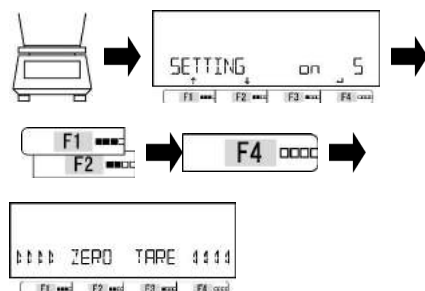 SETTING on 5
F1 F2 F3 F4
F1
F2
F4
ZERO TARE
F1 F2 F3 F4